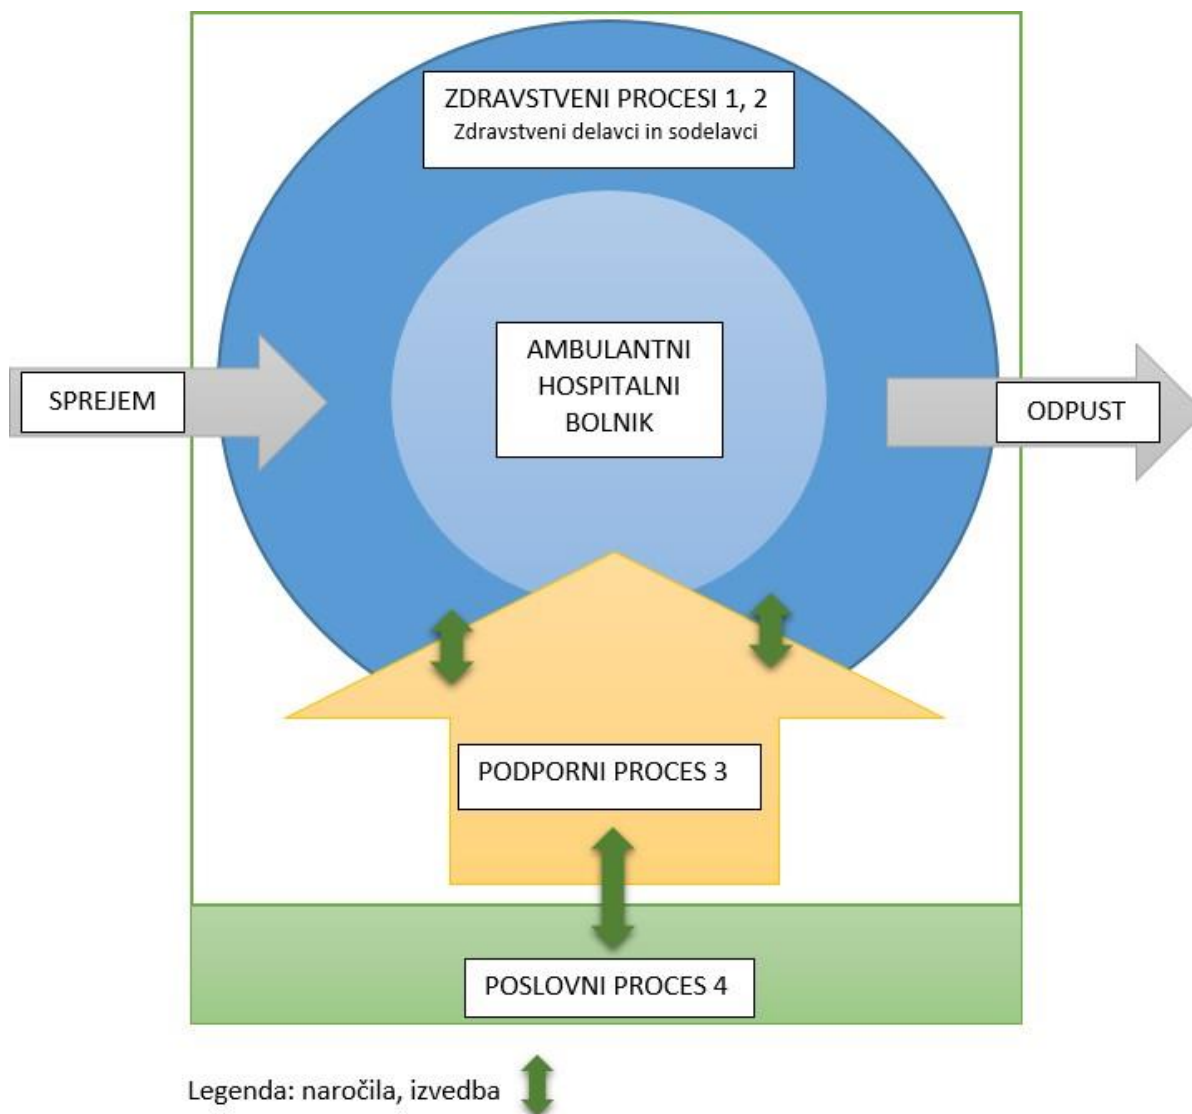 ZDRAVSTVENI PROCESI 1, 2
Zdravstveni delavci in sodelavci
AMBULANTNI
HOSPITALNI
BOLNIK
SPREJEM
ODPUST
PODPORNI PROCES 3
POSLOVNI PROCES 4
Legenda: naročila, izvedba